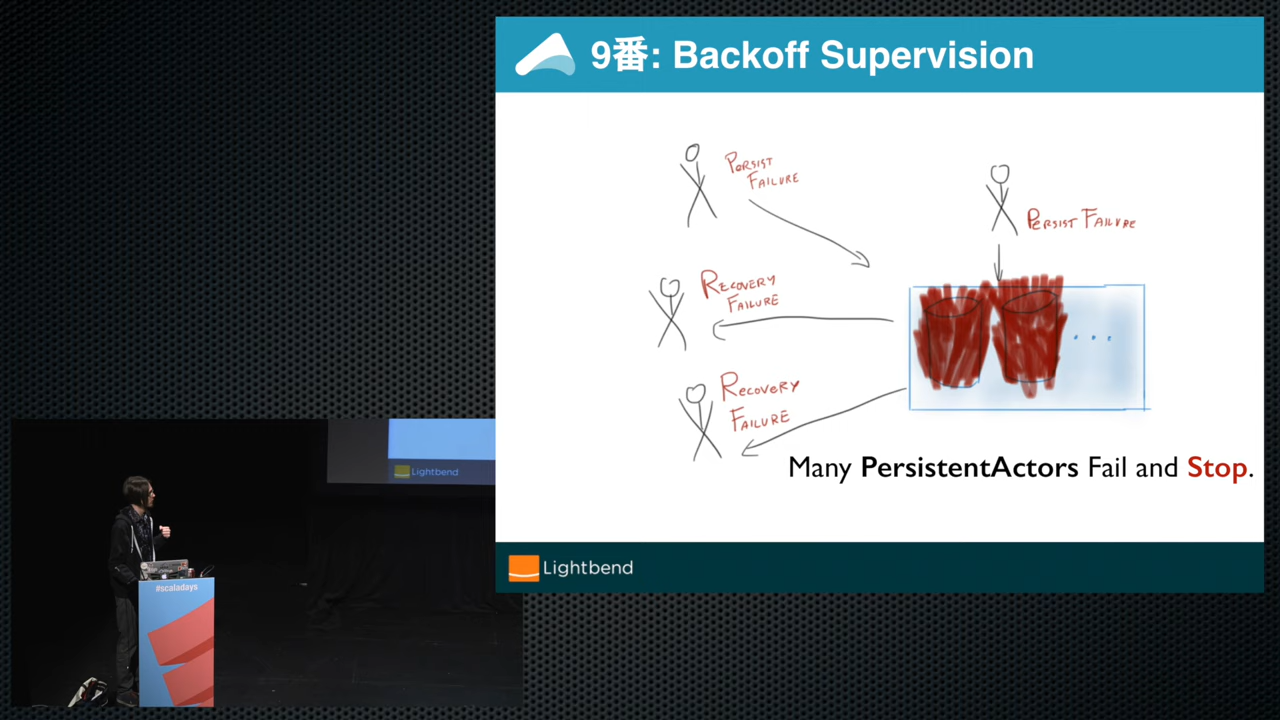 9番: Backoff Supervision
PERSIST
FAILURE
PERSIST FAILURE
RECOVERY
FAILURE
RECOVERY
FAILURE
Many PersistentActors Fail and Stop.
Lightbend
Lightbend
#scaladays